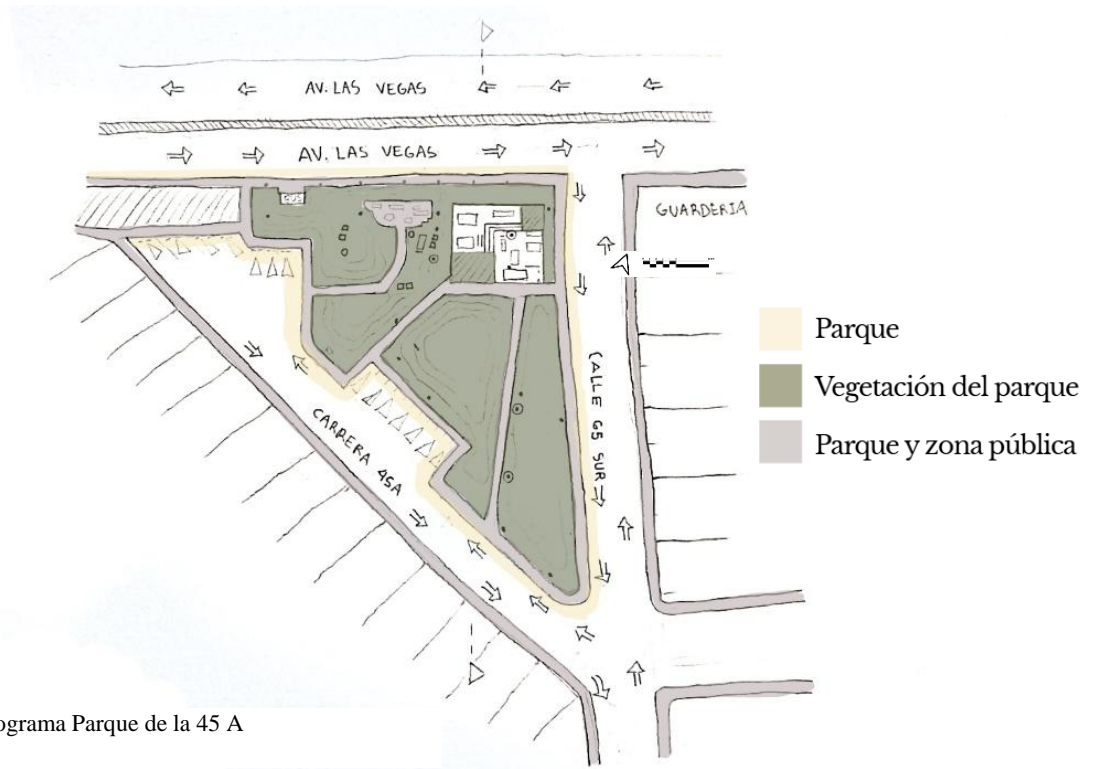 AV. LAS VEGAS
AV. LAS VEGAS
GUARDERIA
CALLE 65 SUR
CARRERA 45A
Parque
Vegetación del parque
Parque y zona pública
Parque de la 45 A